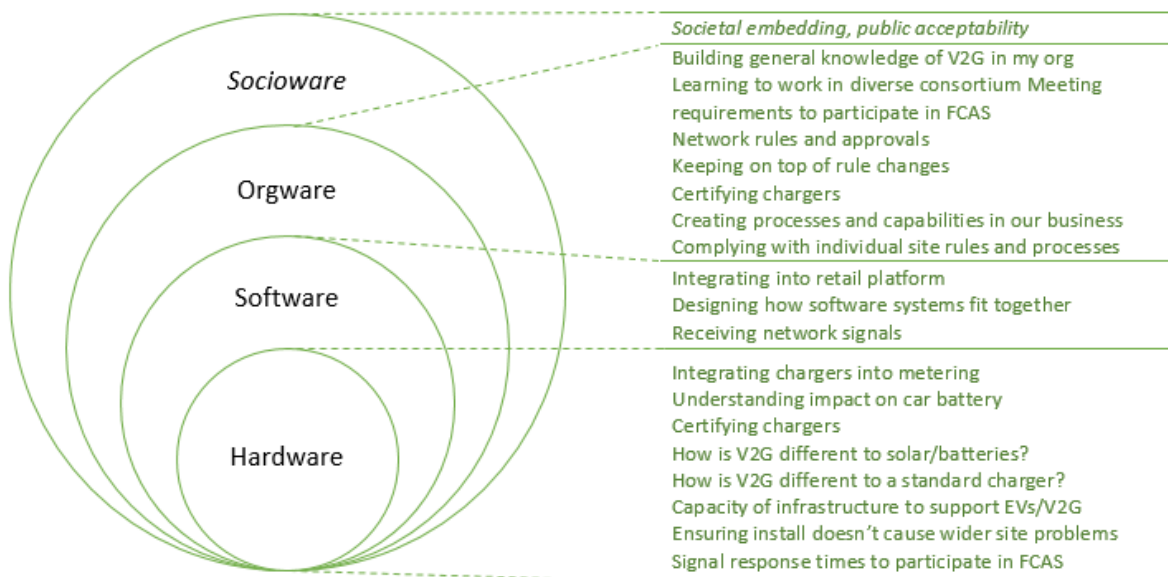 Socioware
Orgware
Software
Hardware
Societal embedding, public acceptability
Building general knowledge of V2G in my org
Learning to work in diverse consortium Meeting
requirements to participate in FCAS
Network rules and approvals
Keeping on top of rule changes
Certifying chargers
Creating processes and capabilities in our business
Complying with individual site rules and processes
Integrating into retail platform
Designing how software systems fit together
Receiving network signals
Integrating chargers into metering
Understanding impact on car battery
Certifying chargers
How is V2G different to solar/batteries?
How is V2G different to a standard charger?
Capacity of infrastructure to support EVs/V2G
Ensuring install doesn’t cause wider site problems
Signal response times to participate in FCAS